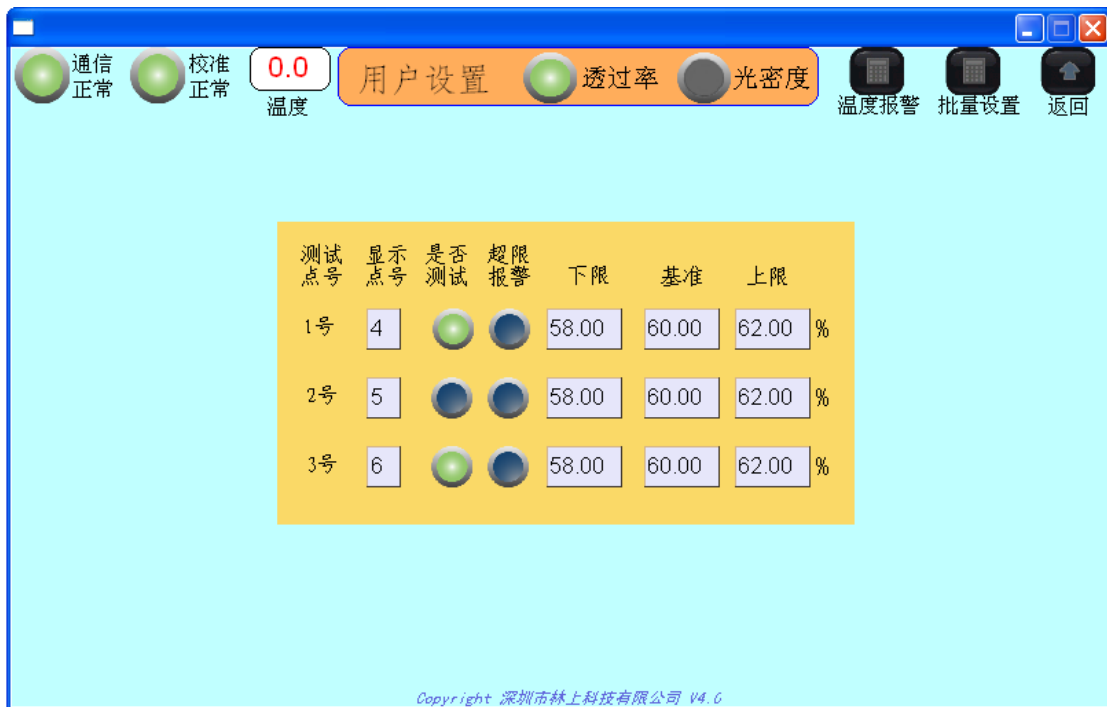 通信
正常
校准
正常
0.0
温度
用户设置
透过率
光密度
温度报警
批量设置
返回
测试
点号
显示
点号
是否
测试
超限
报警
下限
基准
上限
1号 4 58.00 60.00 62.00 %
2号 5 58.00 60.00 62.00 %
3号 6 58.00 60.00 62.00 %
Copyright 深圳市林上科技有限公司